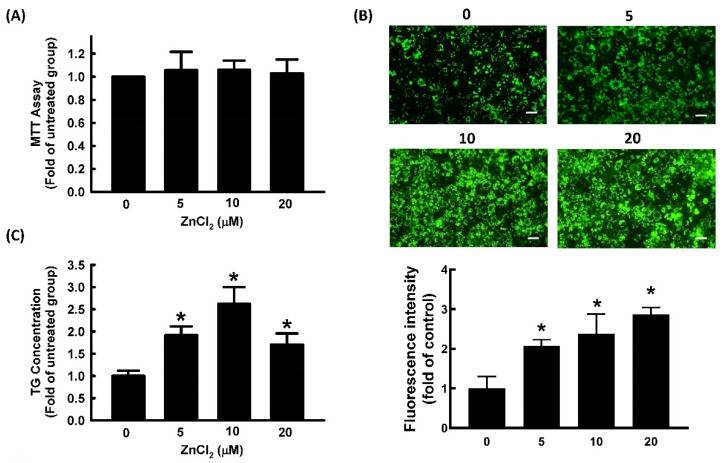 (A)
MTT Assay
(Fold of untreated group)
1.2
1.0
0.8
0.6
0.4
0.2
0.0
0 5 10 20
ZnCl2 (μM)
(B)
0 5
10 20
Fluorescence intensity
(fold of control)
4
3
2
1
0
* * *
0 5 10 20
(C)
TG Concentration
(Fold of untreated group)
3.5
3.0
2.5
2.0
1.5
1.0
0.5
0.0
* * *
0 5 10 20
ZnCl2 (μM)